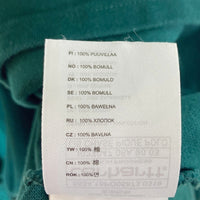 FI : 100% PUUVILLAA
NO : 100% BOMULL
DK : 100% BOMULD
SE : 100% BOMULL
PL : 100% BAWEŁNA
RU : 100% ХЛОПОК
CZ : 100% BAVLNA
TW : 100% 棉
CN : 100% 棉
ROK : 100% 면